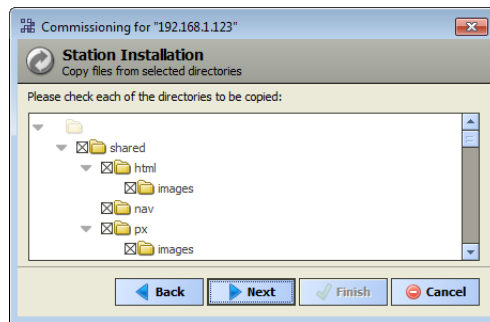 Commissioning for "192.168.1.123"
Station Installation
Copy files from selected directories
Please check each of the directories to be copied:
shared
html
images
nav
px
images
Back Next Finish Cancel